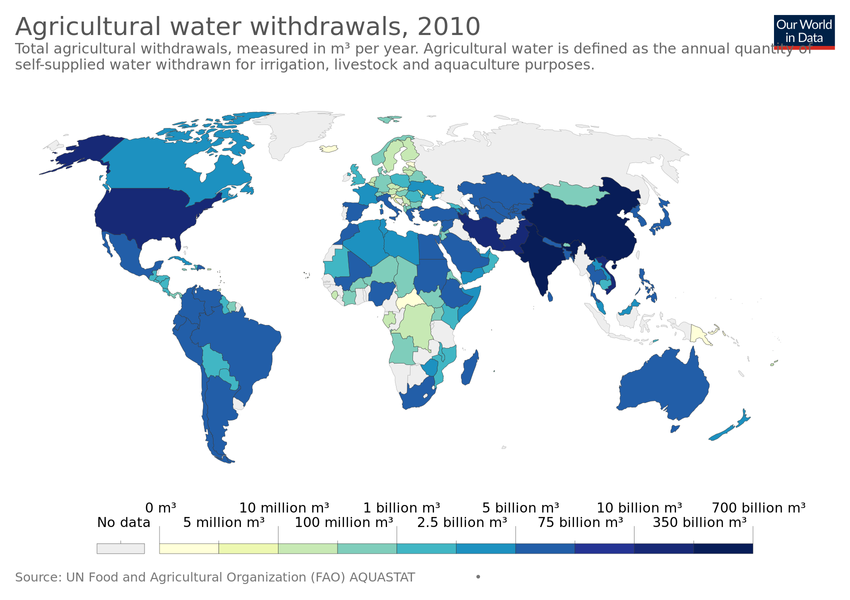 Agricultural water withdrawals, 2010
Our World
in Data
Total agricultural withdrawals, measured in m³ per year. Agricultural water is defined as the annual quantity of
self-supplied water withdrawn for irrigation, livestock and aquaculture purposes.
0 m³ 10 million m³ 1 billion m³ 5 billion m³ 10 billion m³ 700 billion m³
No data 5 million m³ 100 million m³ 2.5 billion m³ 75 billion m³ 350 billion m³
Source: UN Food and Agricultural Organization (FAO) AQUASTAT •